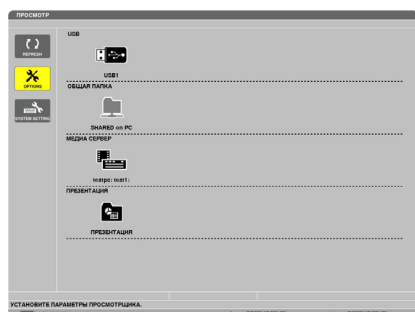 ПРОСМОТР
REFRESH
OPTIONS
SYSTEM SETTING
USB
USB1
ОБЩАЯ ПАПКА
SHARED on PC
МЕДИА СЕРВЕР
ПРЕЗЕНТАЦИЯ
ПРЕЗЕНТАЦИЯ
УСТАНОВИТЕ ПАРАМЕТРЫ ПРОСМОТРЩИКА.